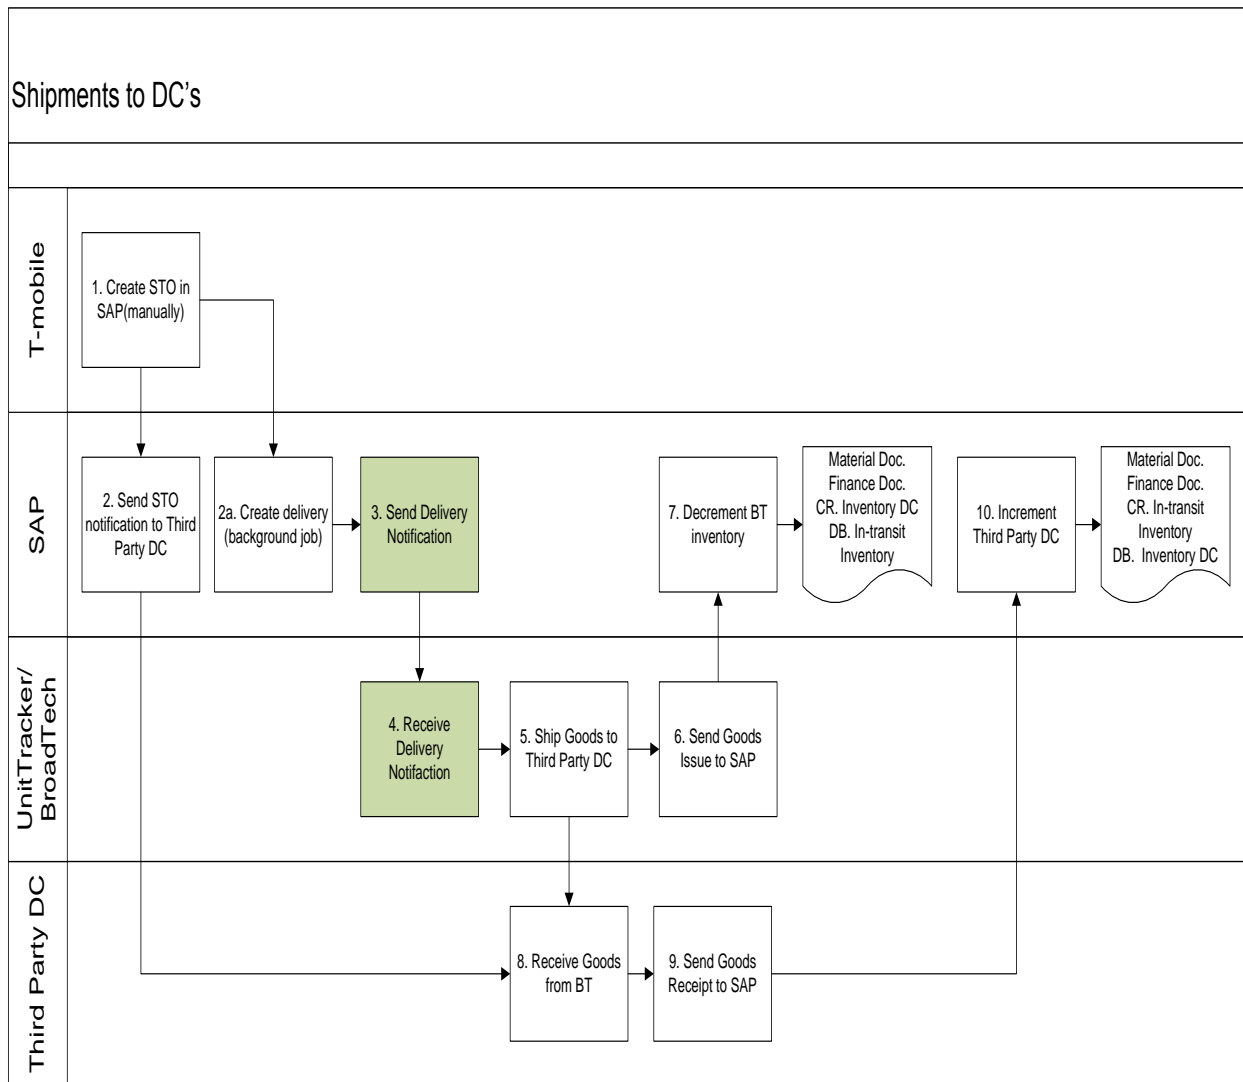 Shipments to DC's
T-mobile
1. Create STO in
SAP(manually)
SAP
2. Send STO
notification to Third
Party DC
2a. Create delivery
(background job)
3. Send Delivery
Notification
7. Decrement BT
inventory
Material Doc.
Finance Doc.
CR. Inventory DC
DB. In-transit
Inventory
10. Increment
Third Party DC
Material Doc.
Finance Doc.
CR. In-transit
Inventory
DB. Inventory DC
UnitTracker/
BroadTech
4. Receive
Delivery
Notifaction
5. Ship Goods to
Third Party DC
6. Send Goods
Issue to SAP
Third Party DC
8. Receive Goods
from BT
9. Send Goods
Receipt to SAP